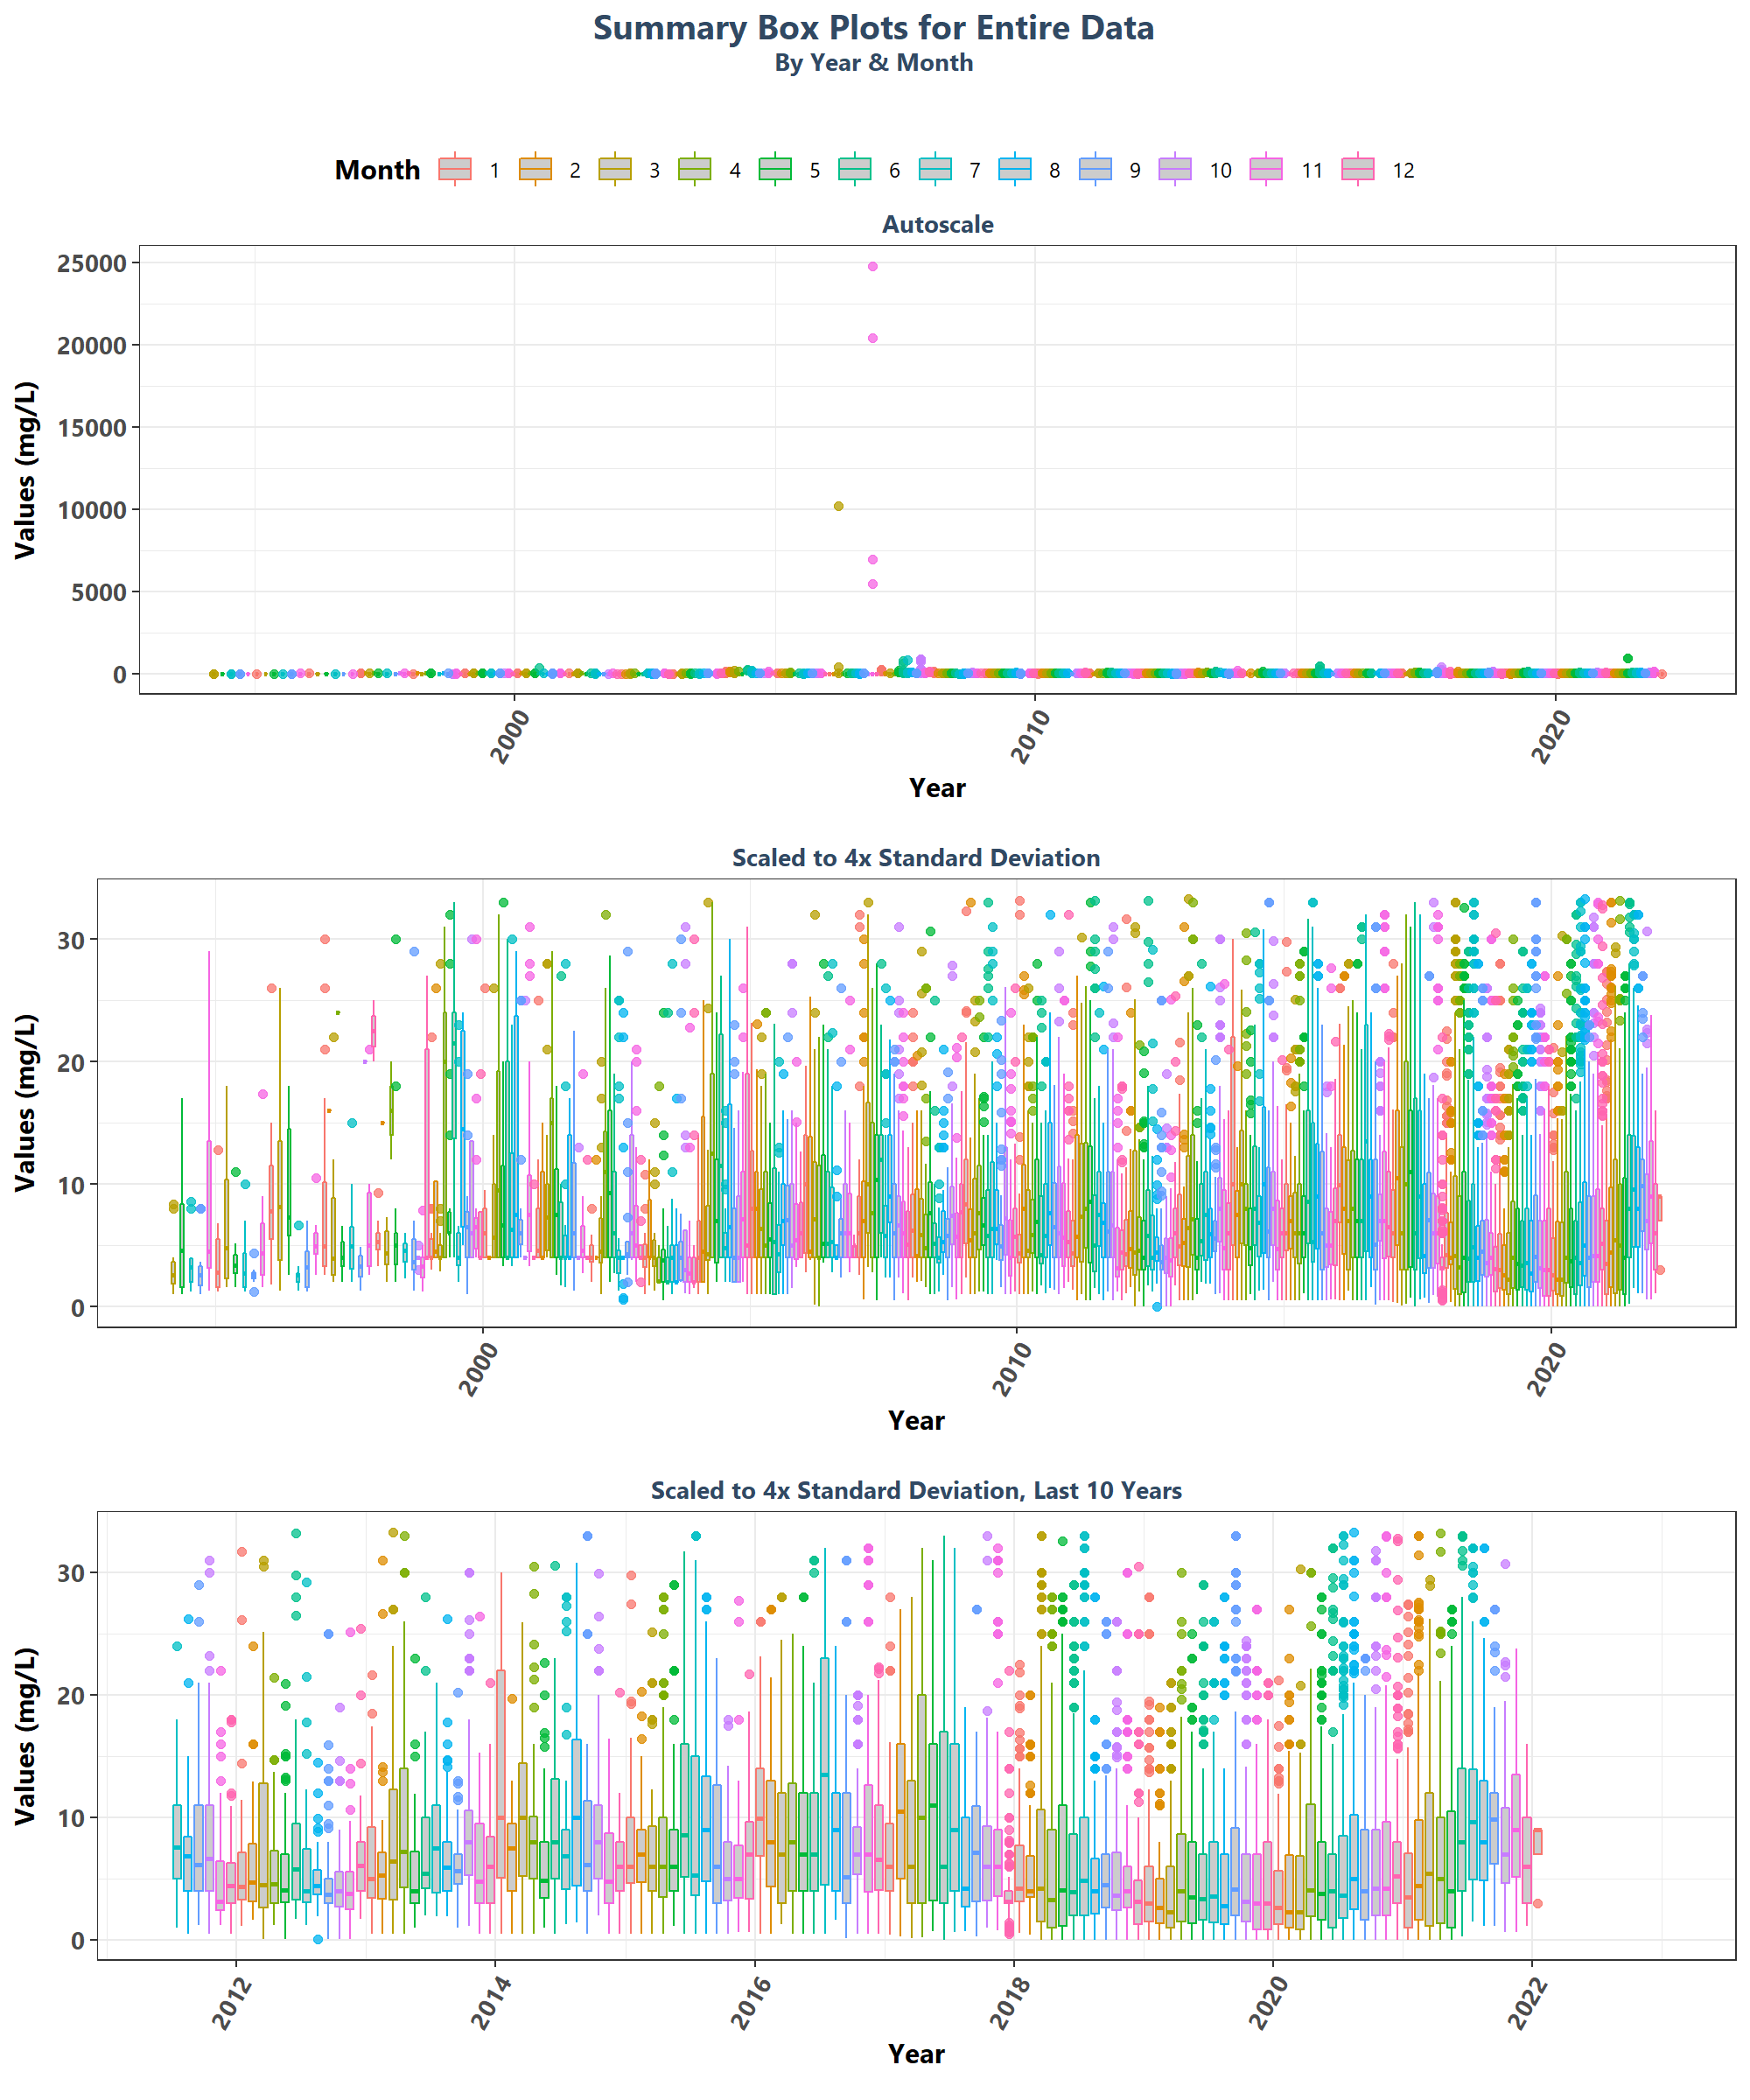 Summary Box Plots for Entire Data
By Year & Month
Month 1 2 3 4 5 6 7 8 9 10 11 12
Autoscale
Values (mg/L)
25000
20000
15000
10000
5000
0
2000 2010 2020
Year
Scaled to 4x Standard Deviation
Values (mg/L)
30
20
10
0
2000 2010 2020
Year
Scaled to 4x Standard Deviation, Last 10 Years
Values (mg/L)
30
20
10
0
2012 2014 2016 2018 2020 2022
Year